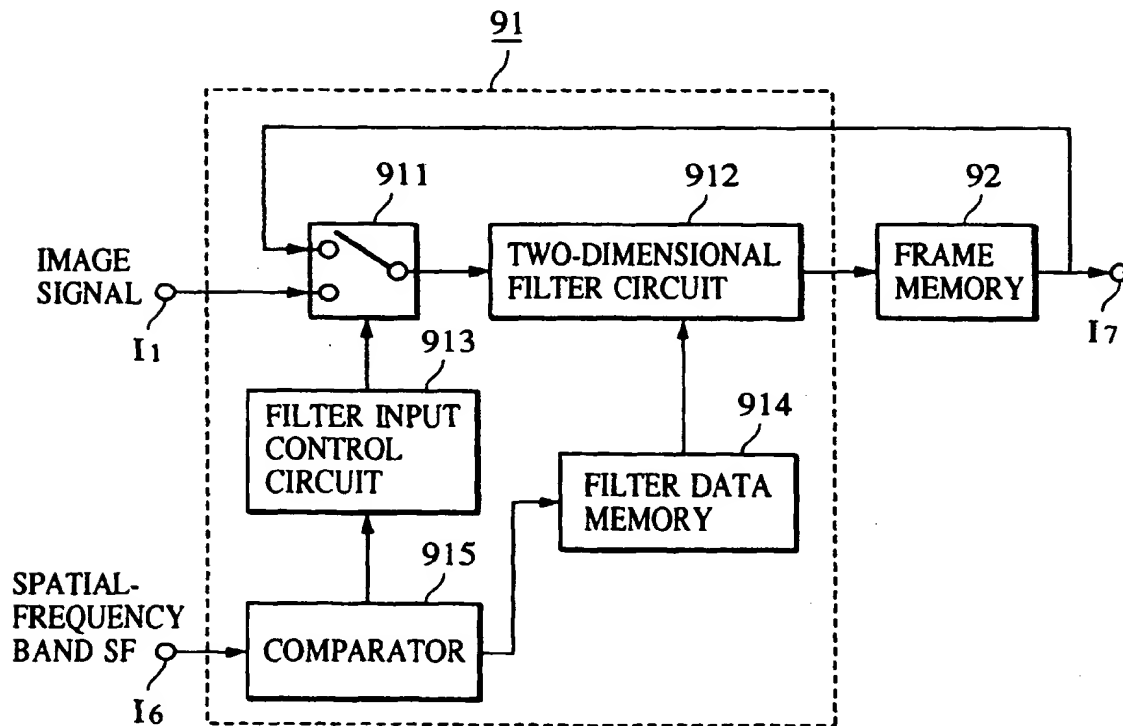 91
911
912
92
IMAGE
SIGNAL
TWO-DIMENSIONAL
FILTER CIRCUIT
FRAME
MEMORY
I1
I7
913
FILTER INPUT
CONTROL
CIRCUIT
914
FILTER DATA
MEMORY
915
SPATIAL-
FREQUENCY
BAND SF
COMPARATOR
I6